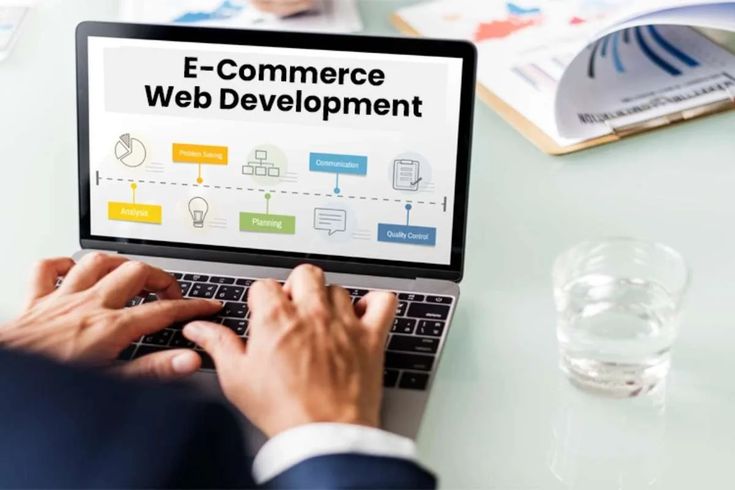 E-Commerce
Web Development
Problem Solving
Communication
Analysis
Planning
Quality Control